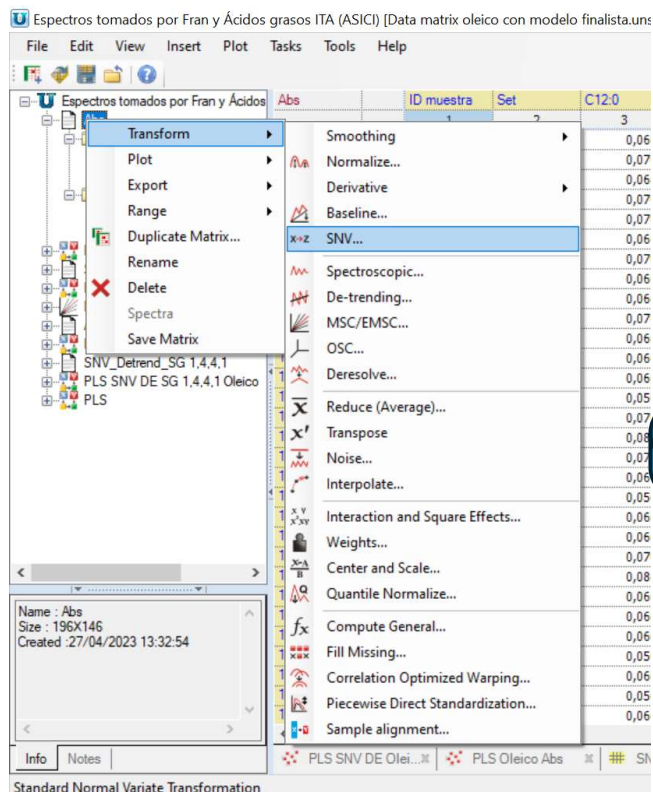 Espectros tomados por Fran y Ácidos grasos ITA (ASICI) [Data matrix oleico con modelo finalista.uns
File Edit View Insert Plot Tasks Tools Help
Espectros tomados por Fran y Ácidos
Abs ID muestra Set C12:0
1 2 3
Transform
Plot
Export
Range
Duplicate Matrix...
Rename
Delete
Spectra
Save Matrix
SNV_Detrend_SG 1,4,4,1
PLS SNV DE SG 1,4,4,1 Oleico
PLS
Smoothing
Normalize...
Derivative
Baseline...
SNV...
Spectroscopic...
De-trending...
MSC/EMSC...
OSC...
Deresolve...
Reduce (Average)...
Transpose
Noise...
Interpolate...
Interaction and Square Effects...
Weights...
Center and Scale...
Quantile Normalize...
Compute General...
Fill Missing...
Correlation Optimized Warping...
Piecewise Direct Standardization...
Sample alignment...
0,06
0,07
0,06
0,07
0,07
0,06
0,07
0,06
0,06
0,07
0,06
0,06
0,06
0,05
0,07
0,08
0,07
0,06
0,05
0,06
0,06
0,07
0,08
0,06
0,06
0,06
0,05
0,06
0,05
0,06
Name : Abs
Size : 196X146
Created :27/04/2023 13:32:54
Info Notes
PLS SNV DE Olei... PLS Oleico Abs SN
Standard Normal Variate Transformation